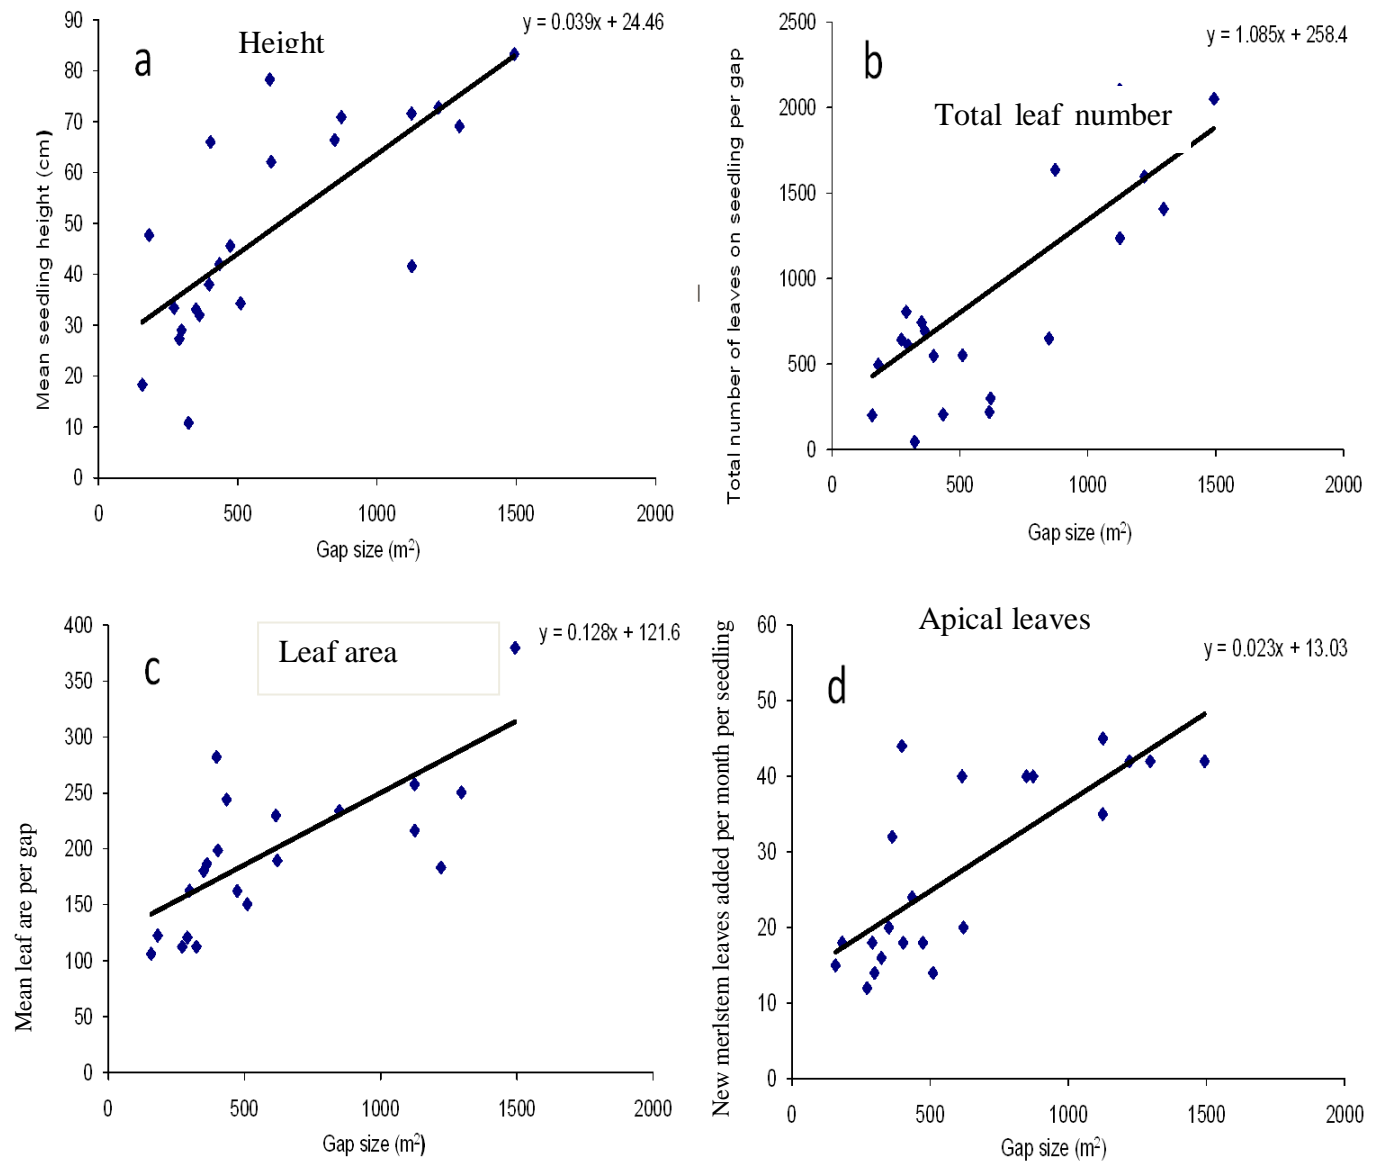 a
Height
y = 0.039x + 24.46
Mean seedling height (cm)
90
80
70
60
50
40
30
20
10
0
0 500 1000 1500 2000
Gap size (m²)
b
Total leaf number
y = 1.085x + 258.4
Total number of leaves on seedling per gap
2500
2000
1500
1000
500
0
0 500 1000 1500 2000
Gap size (m²)
c
Leaf area
y = 0.128x + 121.6
Mean leaf are per gap
400
350
300
250
200
150
100
50
0
0 500 1000 1500 2000
Gap size (m²)
d
Apical leaves
y = 0.023x + 13.03
New merlstem leaves added per month per seedling
60
50
40
30
20
10
0
0 500 1000 1500 2000
Gap size (m²)